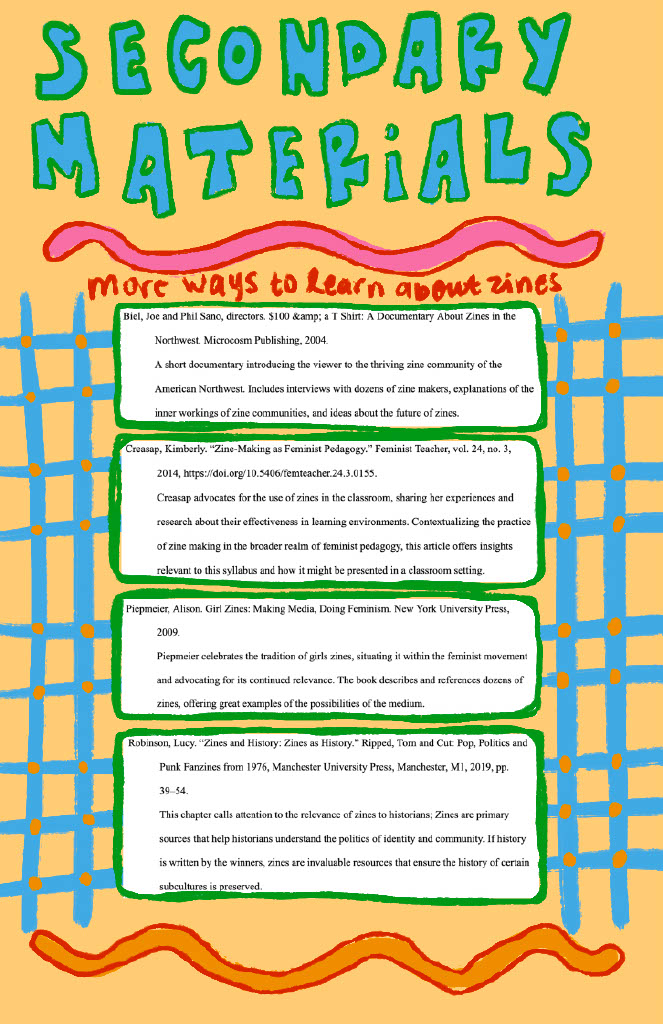 SECONDARY
MATERiALS
more ways to learn about zines
Biel, Joe and Phil Sano, directors. $100 &amp; a T Shirt: A Documentary About Zines in the
Northwest. Microcosm Publishing, 2004.
A short documentary introducing the viewer to the thriving zine community of the
American Northwest. Includes interviews with dozens of zine makers, explanations of the
inner workings of zine communities, and ideas about the future of zines.
Creasap, Kimberly. “Zine-Making as Feminist Pedagogy.” Feminist Teacher, vol. 24, no. 3,
2014, https://doi.org/10.5406/femteacher.24.3.0155.
Creasap advocates for the use of zines in the classroom, sharing her experiences and
research about their effectiveness in learning environments. Contextualizing the practice
of zine making in the broader realm of feminist pedagogy, this article offers insights
relevant to this syllabus and how it might be presented in a classroom setting.
Piepmeier, Alison. Girl Zines: Making Media, Doing Feminism. New York University Press,
2009.
Piepmeier celebrates the tradition of girls zines, situating it within the feminist movement
and advocating for its continued relevance. The book describes and references dozens of
zines, offering great examples of the possibilities of the medium.
Robinson, Lucy. “Zines and History: Zines as History.” Ripped, Torn and Cut: Pop, Politics and
Punk Fanzines from 1976, Manchester University Press, Manchester, M1, 2019, pp.
39–54.
This chapter calls attention to the relevance of zines to historians; Zines are primary
sources that help historians understand the politics of identity and community. If history
is written by the winners, zines are invaluable resources that ensure the history of certain
subcultures is preserved.